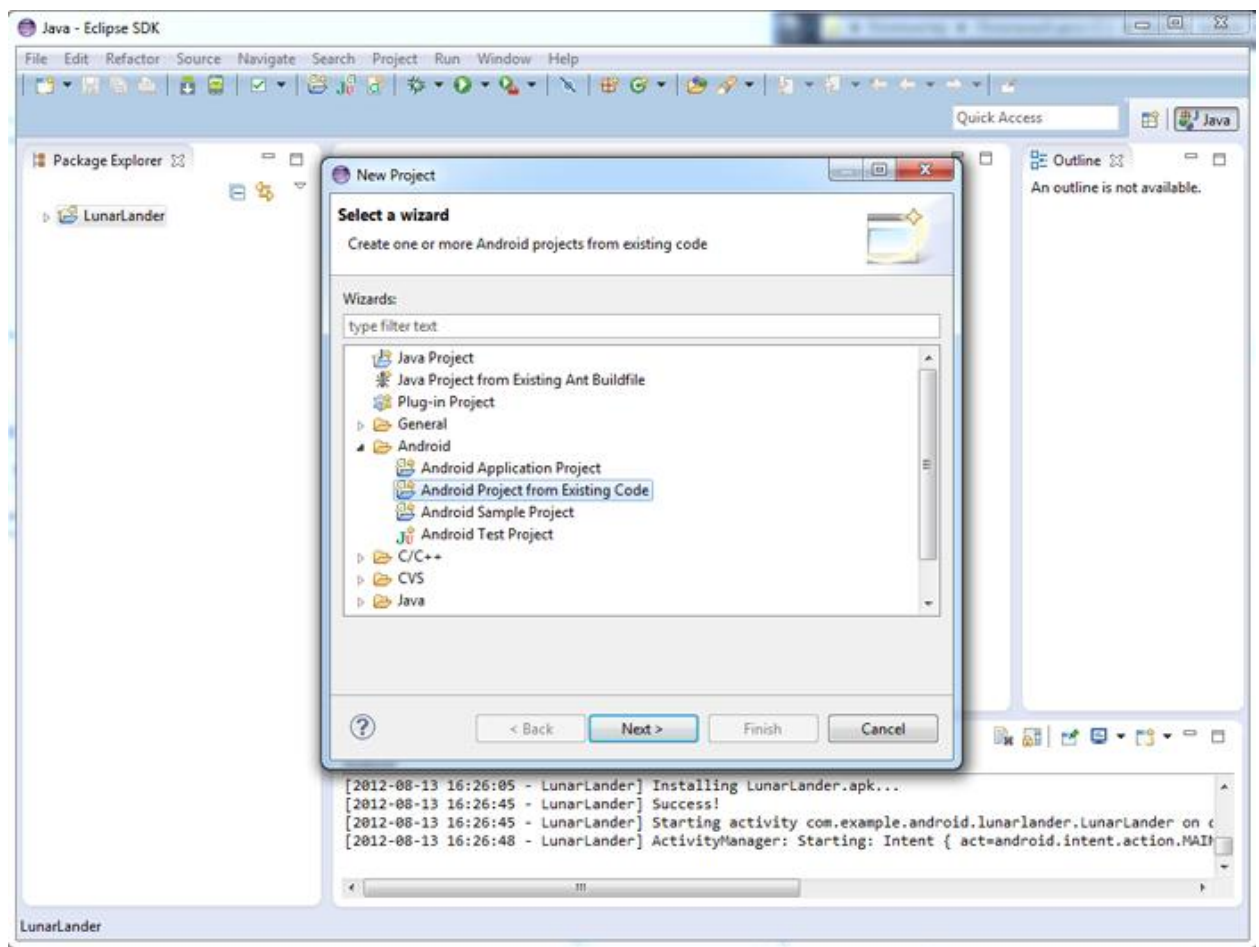 Java - Eclipse SDK
File Edit Refactor Source Navigate Search Project Run Window Help
Quick Access
Java
Package Explorer
LunarLander
Outline
An outline is not available.
New Project
Select a wizard
Create one or more Android projects from existing code
Wizards:
type filter text
Java Project
Java Project from Existing Ant Buildfile
Plug-in Project
General
Android
Android Application Project
Android Project from Existing Code
Android Sample Project
Android Test Project
C/C++
CVS
Java
< Back Next > Finish Cancel
[2012-08-13 16:26:05 - LunarLander] Installing LunarLander.apk...
[2012-08-13 16:26:45 - LunarLander] Success!
[2012-08-13 16:26:45 - LunarLander] Starting activity com.example.android.lunarlander.LunarLander on
[2012-08-13 16:26:48 - LunarLander] ActivityManager: Starting: Intent { act=android.intent.action.MAIN
LunarLander